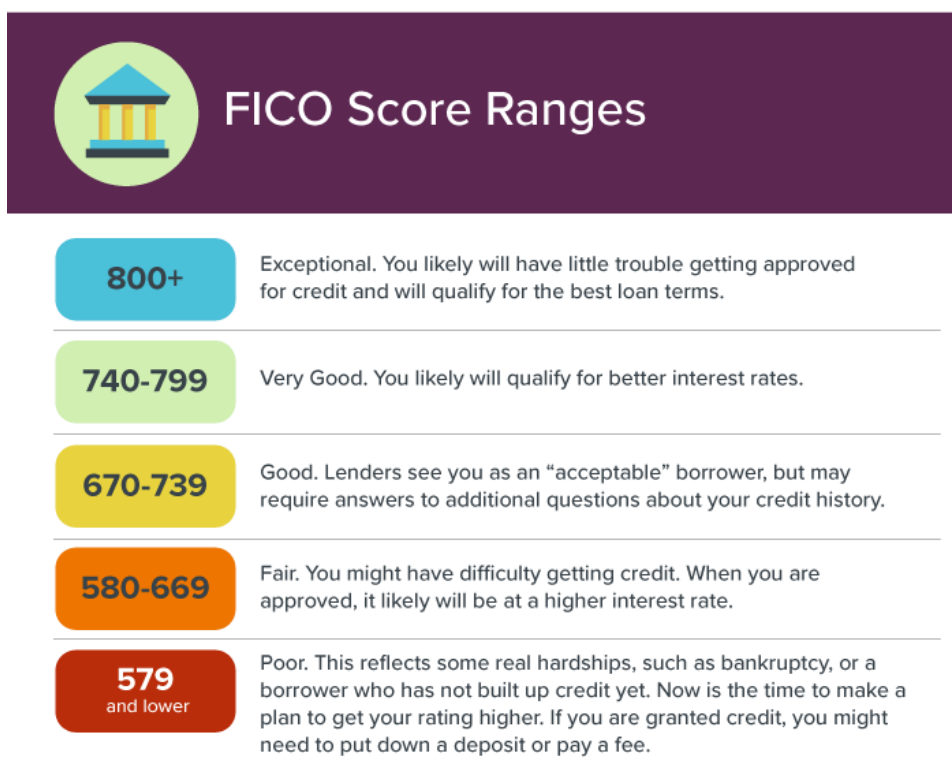 FICO Score Ranges
800+
Exceptional. You likely will have little trouble getting approved
for credit and will qualify for the best loan terms.
740-799
Very Good. You likely will qualify for better interest rates.
670-739
Good. Lenders see you as an “acceptable” borrower, but may
require answers to additional questions about your credit history.
580-669
Fair. You might have difficulty getting credit. When you are
approved, it likely will be at a higher interest rate.
579
and lower
Poor. This reflects some real hardships, such as bankruptcy, or a
borrower who has not built up credit yet. Now is the time to make a
plan to get your rating higher. If you are granted credit, you might
need to put down a deposit or pay a fee.